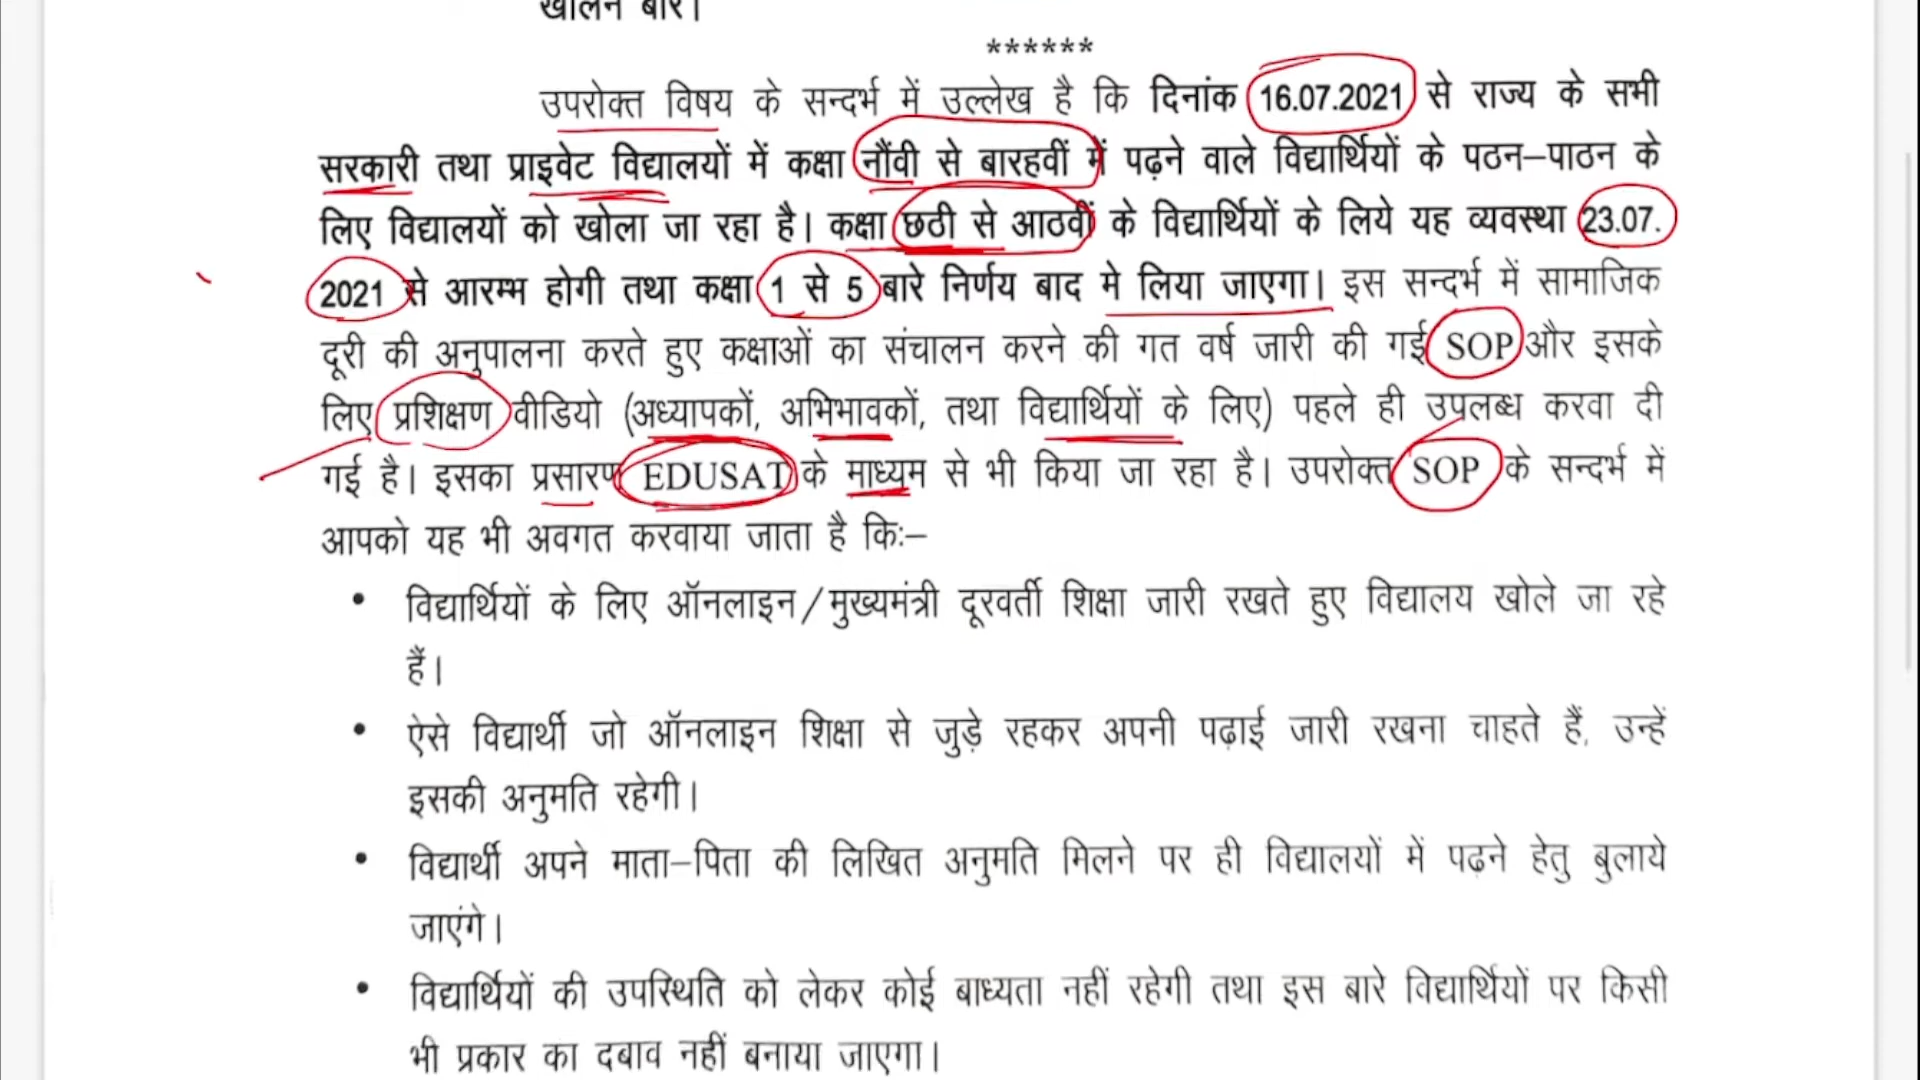 खोलने बारे।
******
उपरोक्त विषय के सन्दर्भ में उल्लेख है कि दिनांक 16.07.2021 से राज्य के सभी
सरकारी तथा प्राइवेट विद्यालयों में कक्षा नौंवी से बारहवीं में पढ़ने वाले विद्यार्थियों के पठन–पाठन के
लिए विद्यालयों को खोला जा रहा है। कक्षा छठी से आठवीं के विद्यार्थियों के लिये यह व्यवस्था 23.07.
2021 से आरम्भ होगी तथा कक्षा 1 से 5 बारे निर्णय बाद मे लिया जाएगा। इस सन्दर्भ में सामाजिक
दूरी की अनुपालना करते हुए कक्षाओं का संचालन करने की गत वर्ष जारी की गई SOP और इसके
लिए प्रशिक्षण वीडियो (अध्यापकों, अभिभावकों, तथा विद्यार्थियों के लिए) पहले ही उपलब्ध करवा दी
गई है। इसका प्रसारण EDUSAT के माध्यम से भी किया जा रहा है। उपरोक्त SOP के सन्दर्भ में
आपको यह भी अवगत करवाया जाता है किः–
• विद्यार्थियों के लिए ऑनलाइन/मुख्यमंत्री दूरवर्ती शिक्षा जारी रखते हुए विद्यालय खोले जा रहे
हैं।
• ऐसे विद्यार्थी जो ऑनलाइन शिक्षा से जुड़े रहकर अपनी पढ़ाई जारी रखना चाहते हैं, उन्हें
इसकी अनुमति रहेगी।
• विद्यार्थी अपने माता–पिता की लिखित अनुमति मिलने पर ही विद्यालयों में पढने हेतु बुलाये
जाएंगे।
• विद्यार्थियों की उपस्थिति को लेकर कोई बाध्यता नहीं रहेगी तथा इस बारे विद्यार्थियों पर किसी
भी प्रकार का दबाव नहीं बनाया जाएगा।